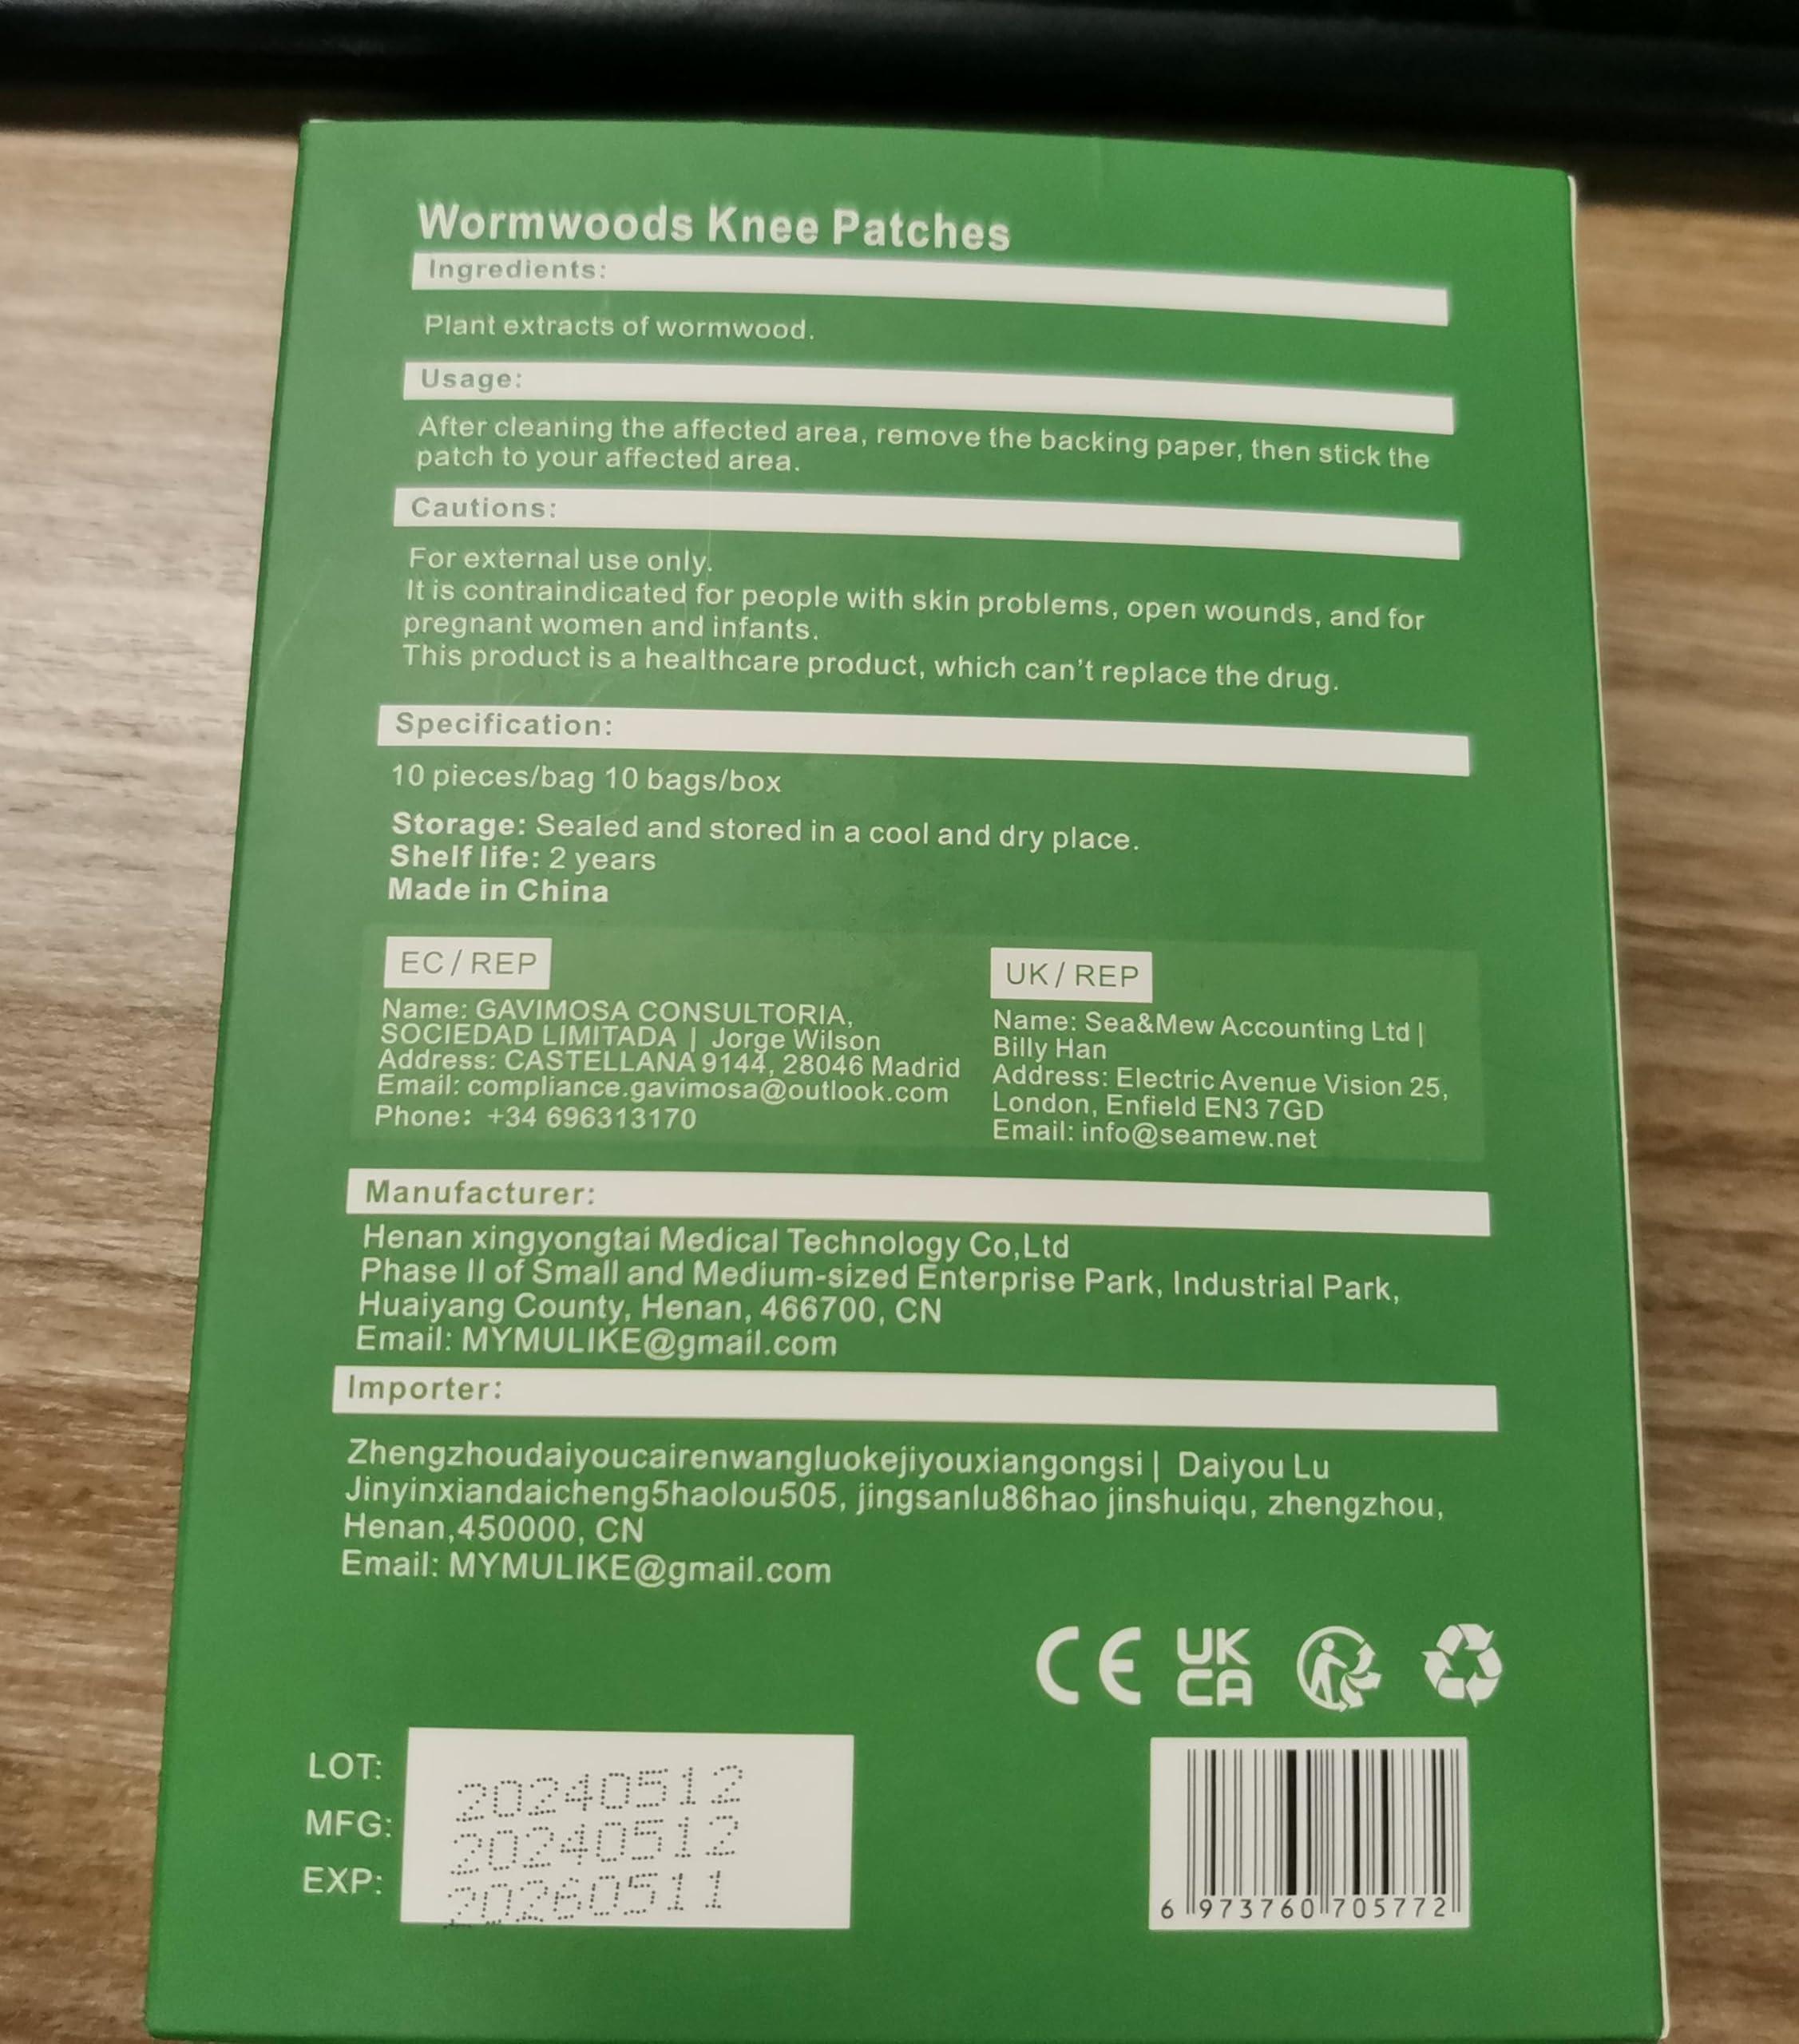 Wormwoods Knee Patches
Ingredients:
Plant extracts of wormwood.
Usage:
After cleaning the affected area, remove the backing paper, then stick the
patch to your affected area.
Cautions:
For external use only.
It is contraindicated for people with skin problems, open wounds, and for
pregnant women and infants.
This product is a healthcare product, which can't replace the drug.
Specification:
10 pieces/bag 10 bags/box
Storage: Sealed and stored in a cool and dry place.
Shelf life: 2 years
Made in China
EC / REP
Name: GAVIMOSA CONSULTORIA,
SOCIEDAD LIMITADA | Jorge Wilson
Address: CASTELLANA 9144, 28046 Madrid
Email: compliance.gavimosa@outlook.com
Phone: +34 696313170
UK / REP
Name: Sea&Mew Accounting Ltd |
Billy Han
Address: Electric Avenue Vision 25,
London, Enfield EN3 7GD
Email: info@seamew.net
Manufacturer:
Henan xingyongtai Medical Technology Co,Ltd
Phase II of Small and Medium-sized Enterprise Park, Industrial Park,
Huaiyang County, Henan, 466700, CN
Email: MYMULIKE@gmail.com
Importer:
Zhengzhoudaiyoucairenwangluokejiyouxiangongsi | Daiyou Lu
Jinyinxiandaicheng5haolou505, jingsanlu86hao jinshuiqu, zhengzhou,
Henan,450000, CN
Email: MYMULIKE@gmail.com
CE UK
CA
LOT: 20240512
MFG: 20240512
EXP: 20260511
6 973760 705772